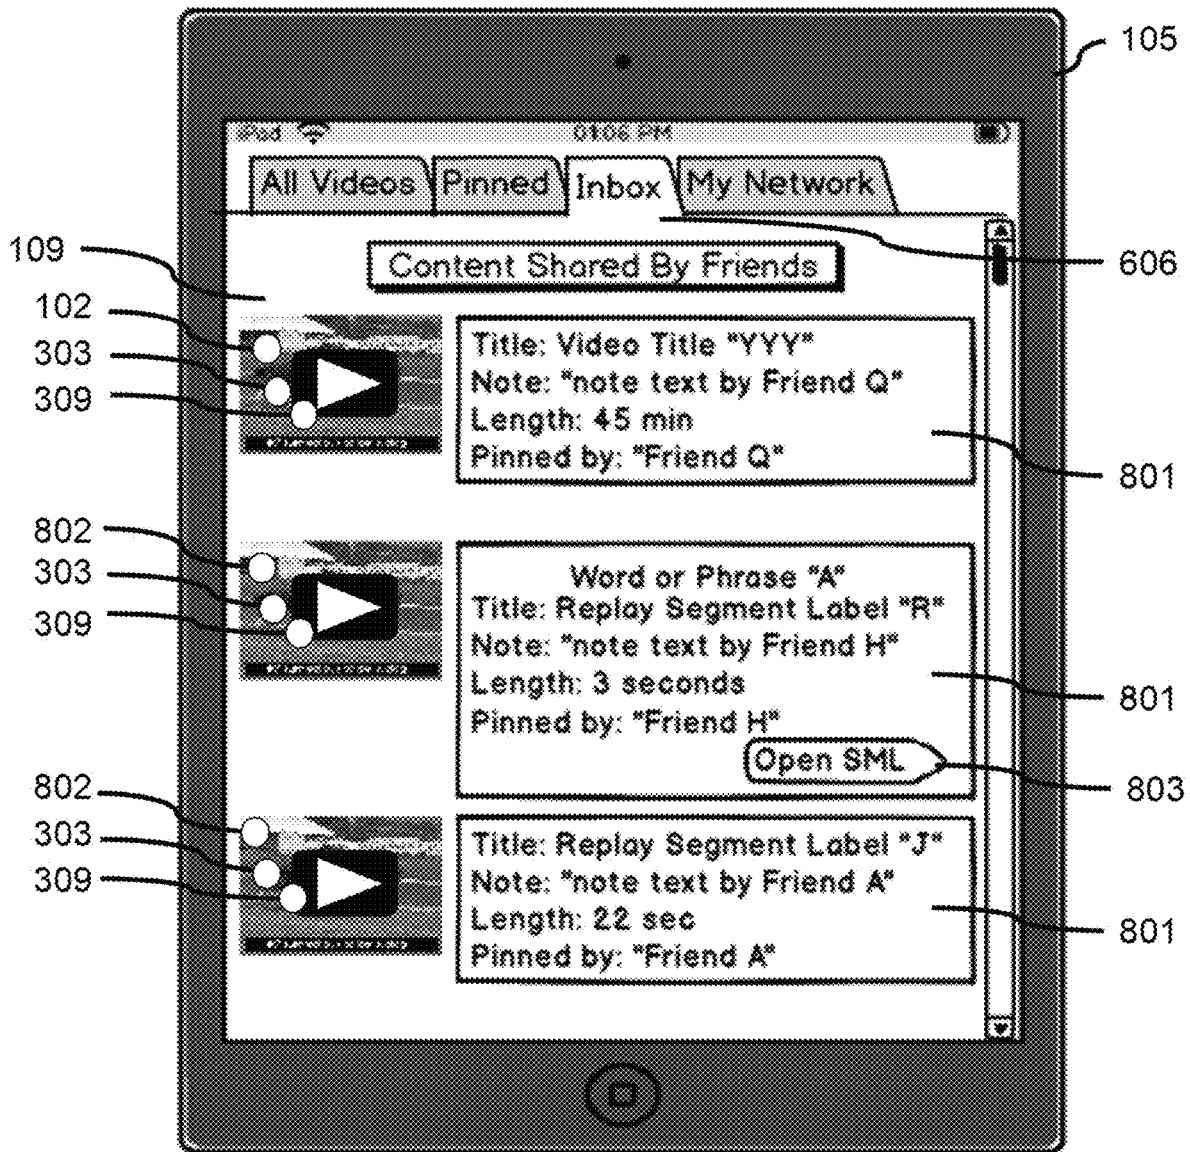 105
iPad 01:06 PM
All Videos Pinned Inbox My Network
109
606
Content Shared By Friends
102
303
309
Title: Video Title "YYY"
Note: "note text by Friend Q"
Length: 45 min
Pinned by: "Friend Q"
801
802
303
309
Word or Phrase "A"
Title: Replay Segment Label "R"
Note: "note text by Friend H"
Length: 3 seconds
Pinned by: "Friend H"
801
Open SML
803
802
303
309
Title: Replay Segment Label "J"
Note: "note text by Friend A"
Length: 22 sec
Pinned by: "Friend A"
801